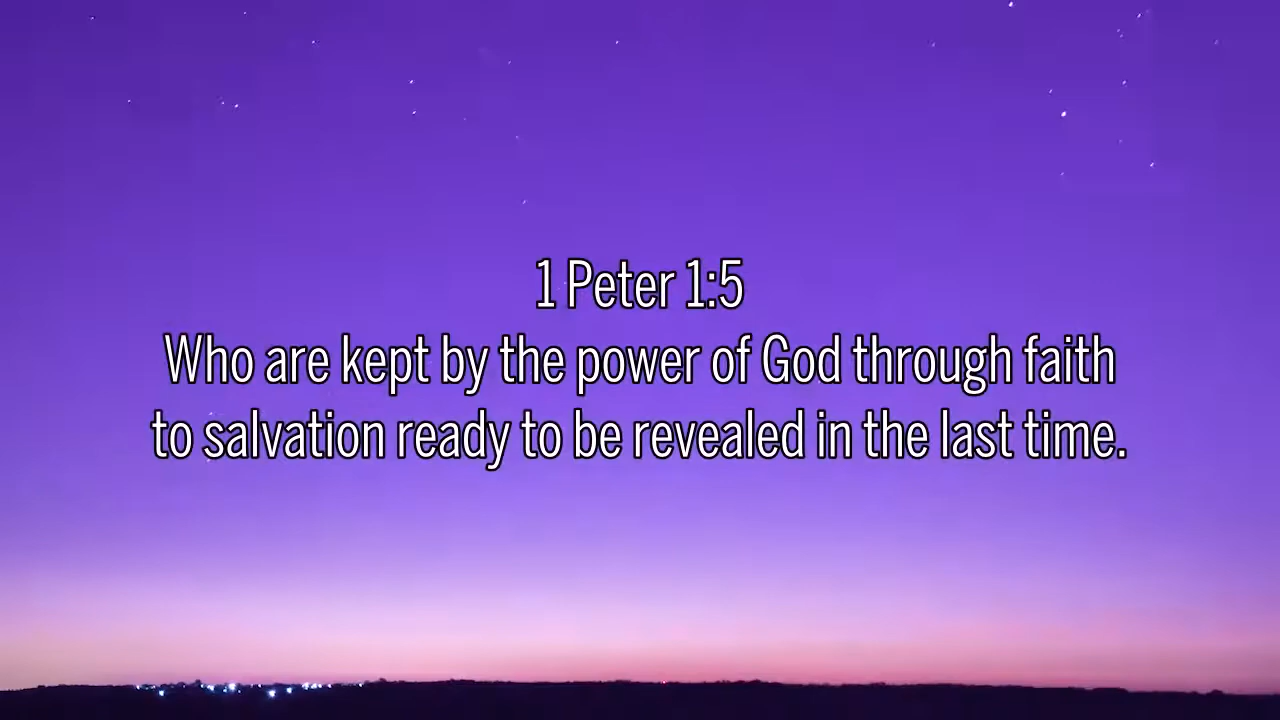 1 Peter 1:5
Who are kept by the power of God through faith
to salvation ready to be revealed in the last time.